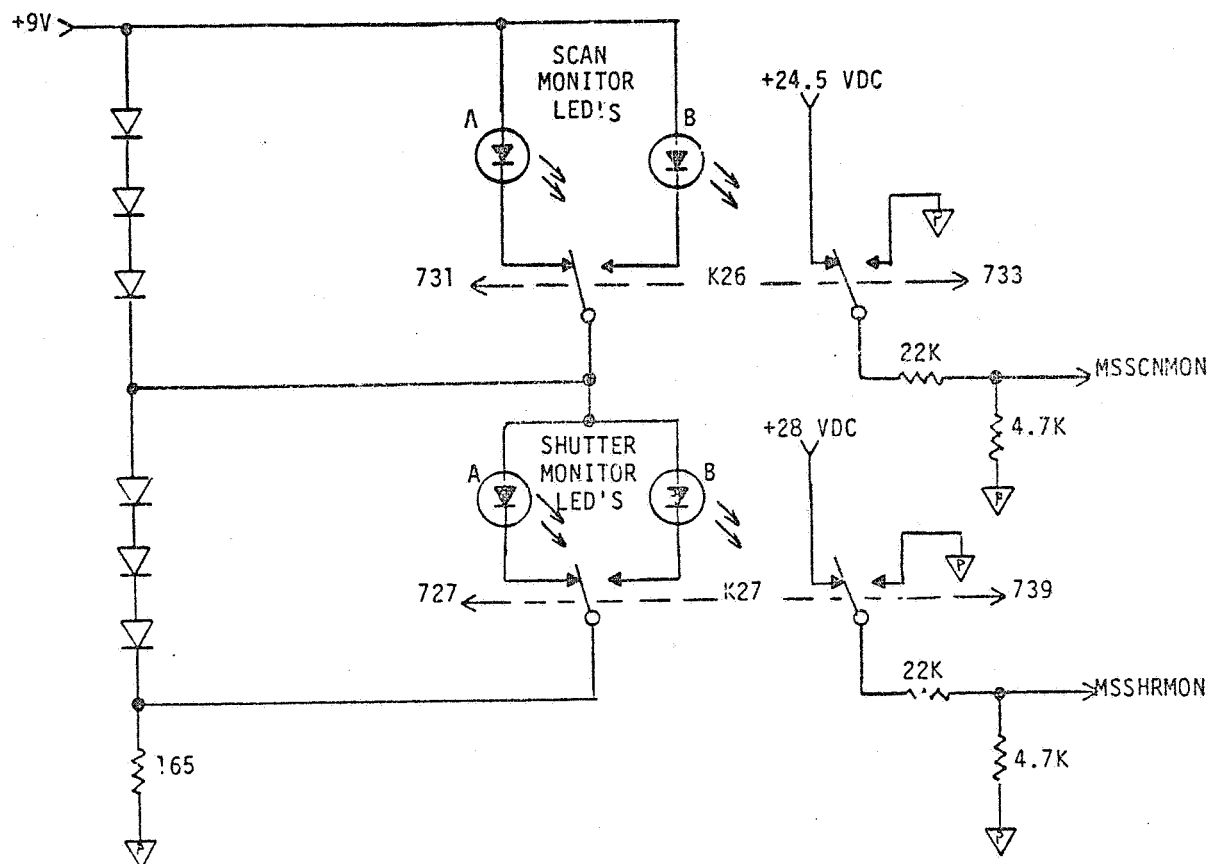 +9V
SCAN
MONITOR
LED'S
A
B
+24.5 VDC
P
731
K26
733
22K
MSSCNMON
4.7K
P
+28 VDC
SHUTTER
MONITOR
LED'S
A
B
P
727
K27
739
22K
MSSHRMON
165
4.7K
P
P